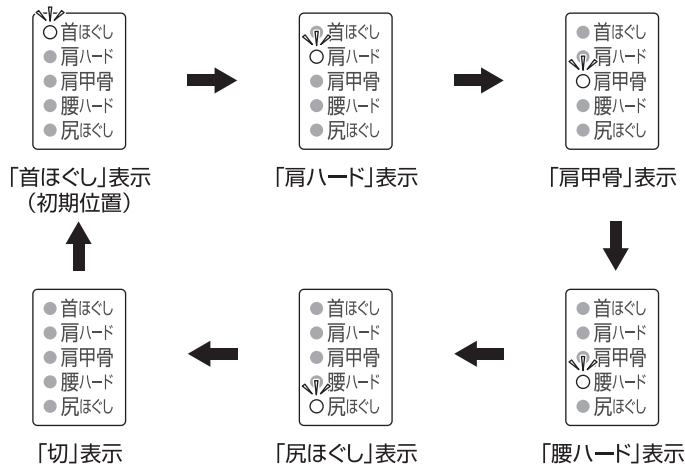 首ほぐし
肩ハード
肩甲骨
腰ハード
尻ほぐし
「首ほぐし」表示
(初期位置)
首ほぐし
肩ハード
肩甲骨
腰ハード
尻ほぐし
「肩ハード」表示
首ほぐし
肩ハード
肩甲骨
腰ハード
尻ほぐし
「肩甲骨」表示
首ほぐし
肩ハード
肩甲骨
腰ハード
尻ほぐし
「切」表示
首ほぐし
肩ハード
肩甲骨
腰ハード
尻ほぐし
「尻ほぐし」表示
首ほぐし
肩ハード
肩甲骨
腰ハード
尻ほぐし
「腰ハード」表示